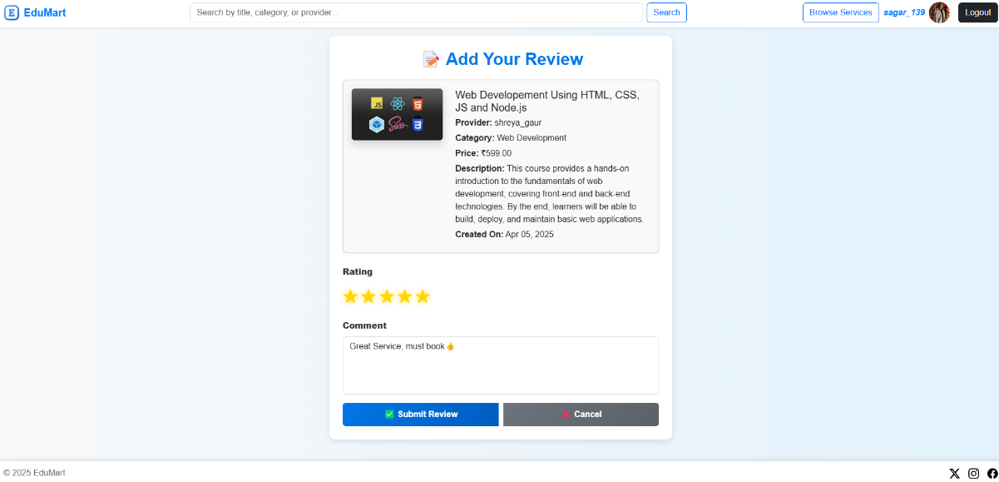 E EduMart
Search by title, category, or provider...
Search
Browse Services
sagar_139
Logout
📝 Add Your Review
JS
5
Sass
3
Web Developement Using HTML, CSS,
JS and Node.js
Provider: shreya_gaur
Category: Web Development
Price: ₹599.00
Description: This course provides a hands-on
introduction to the fundamentals of web
development, covering front-end and back-end
technologies. By the end, learners will be able to
build, deploy, and maintain basic web applications.
Created On: Apr 05, 2025
Rating
Comment
Great Service, must book👍
✅ Submit Review
❌ Cancel
© 2025 EduMart